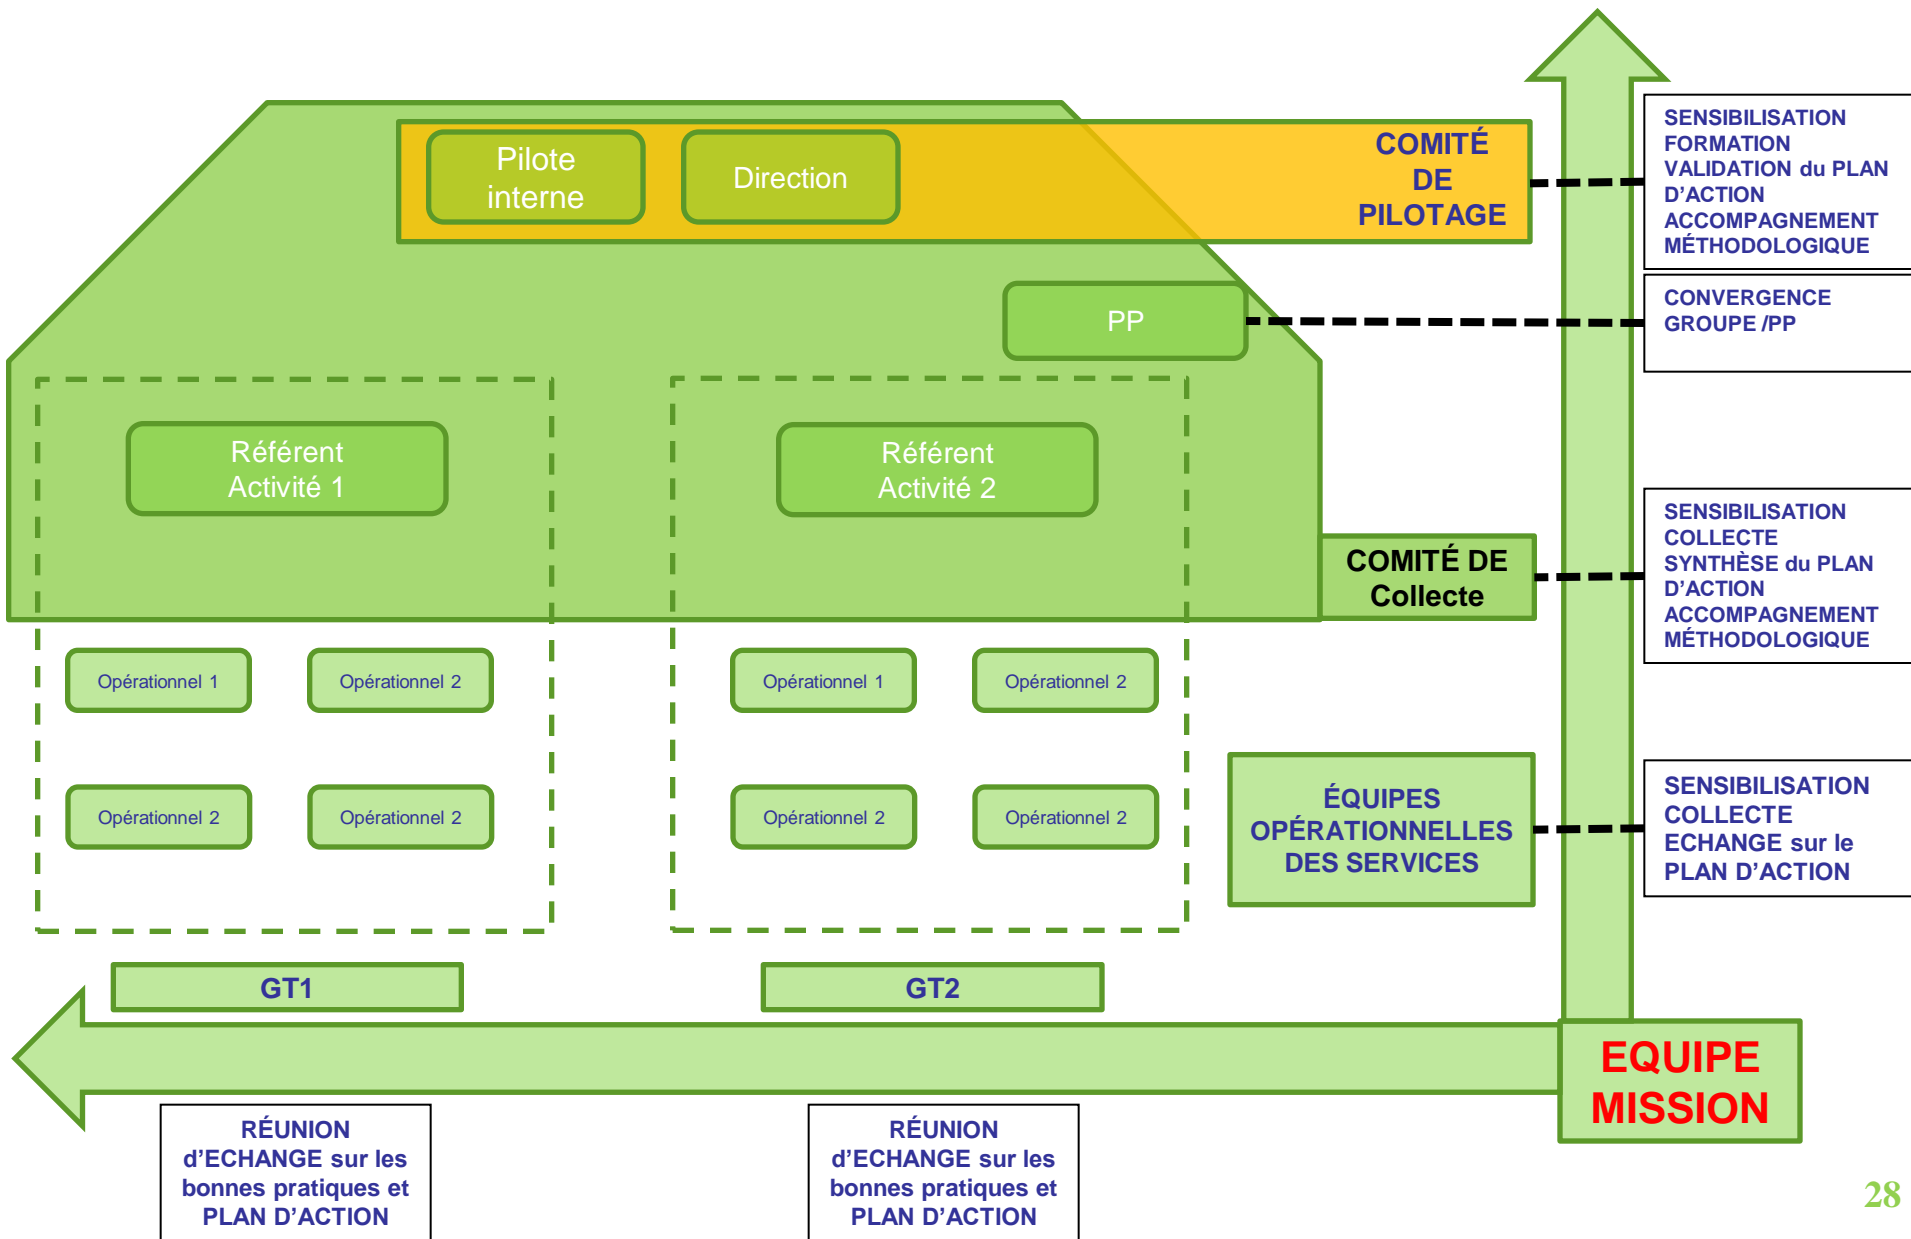 Pilote
interne
Direction
COMITÉ
DE
PILOTAGE
SENSIBILISATION
FORMATION
VALIDATION du PLAN
D’ACTION
ACCOMPAGNEMENT
MÉTHODOLOGIQUE
PP
CONVERGENCE
GROUPE /PP
Référent
Activité 1
Référent
Activité 2
COMITÉ DE
Collecte
SENSIBILISATION
COLLECTE
SYNTHÈSE du PLAN
D’ACTION
ACCOMPAGNEMENT
MÉTHODOLOGIQUE
Opérationnel 1
Opérationnel 2
Opérationnel 1
Opérationnel 2
Opérationnel 2
Opérationnel 2
Opérationnel 2
Opérationnel 2
ÉQUIPES
OPÉRATIONNELLES
DES SERVICES
SENSIBILISATION
COLLECTE
ECHANGE sur le
PLAN D’ACTION
GT1
GT2
EQUIPE
MISSION
RÉUNION
d’ECHANGE sur les
bonnes pratiques et
PLAN D’ACTION
RÉUNION
d’ECHANGE sur les
bonnes pratiques et
PLAN D’ACTION
28